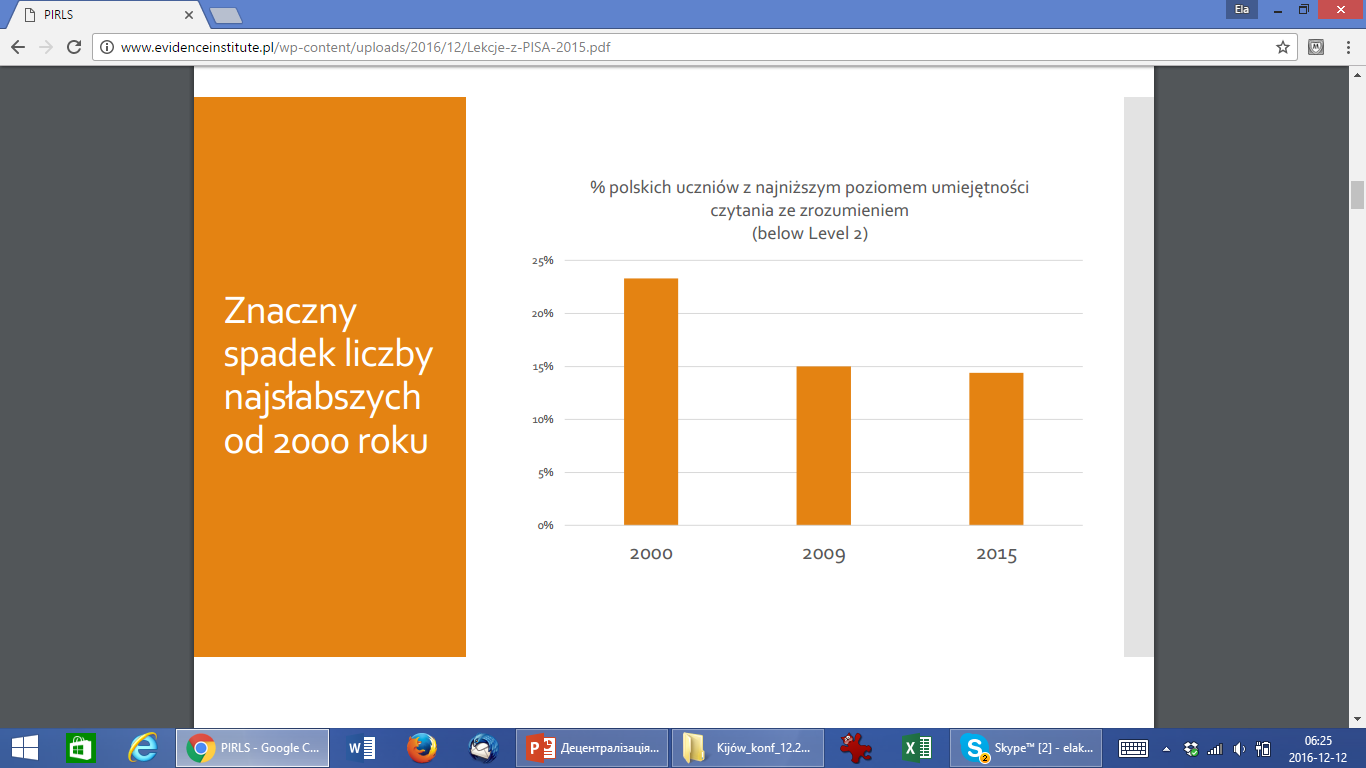 PIRLS
Ela
www.evidenceinstitute.pl/wp-content/uploads/2016/12/Lekcje-z-PISA-2015.pdf
Znaczny
spadek liczby
najsłabszych
od 2000 roku
% polskich uczniów z najniższym poziomem umiejętności
czytania ze zrozumieniem
(below Level 2)
25%
20%
15%
10%
5%
0%
2000 2009 2015
PIRLS - Google C...
Децентралізація...
Kijów_konf_12.2...
Skype™ [2] - elak...
2
06:25
2016-12-12